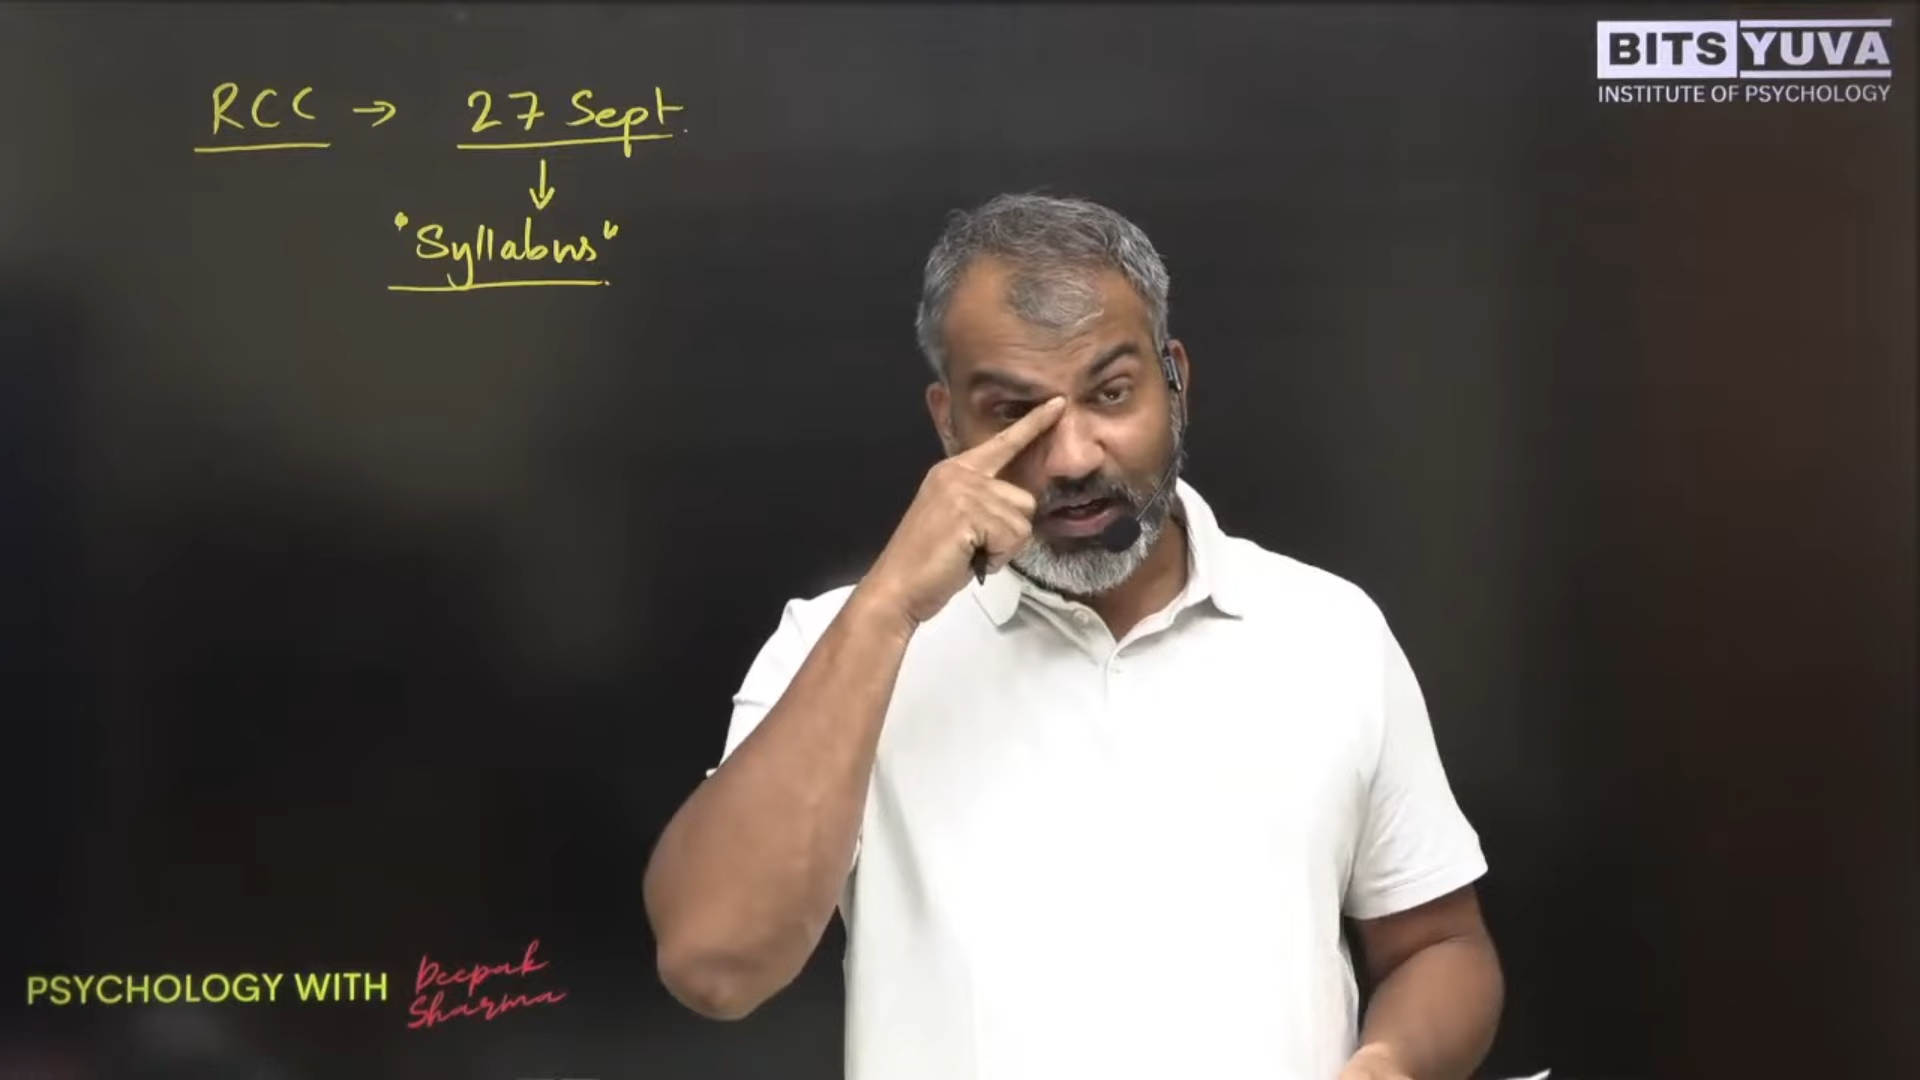 RCC → 27 Sept.
↓
"Syllabus"
BITS YUVA
INSTITUTE OF PSYCHOLOGY
PSYCHOLOGY WITH Deepak
Sharma